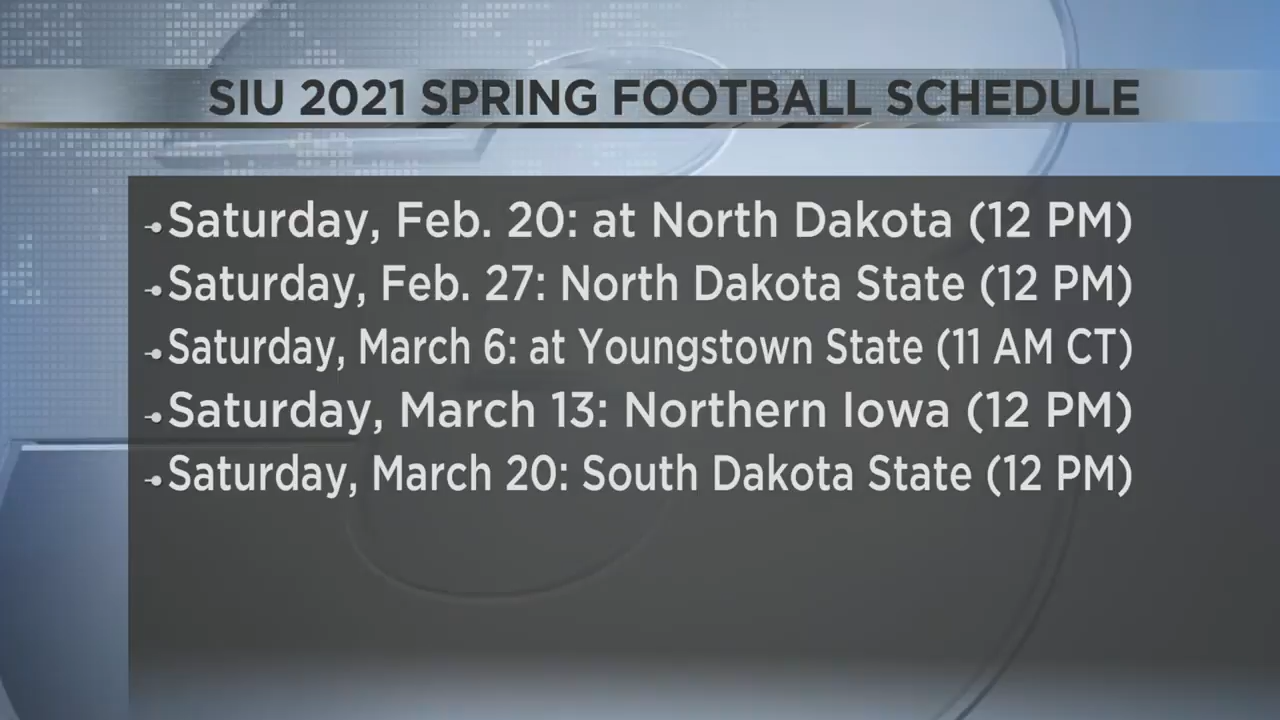 SIU 2021 SPRING FOOTBALL SCHEDULE
Saturday, Feb. 20: at North Dakota (12 PM)
Saturday, Feb. 27: North Dakota State (12 PM)
Saturday, March 6: at Youngstown State (11 AM CT)
Saturday, March 13: Northern Iowa (12 PM)
Saturday, March 20: South Dakota State (12 PM)